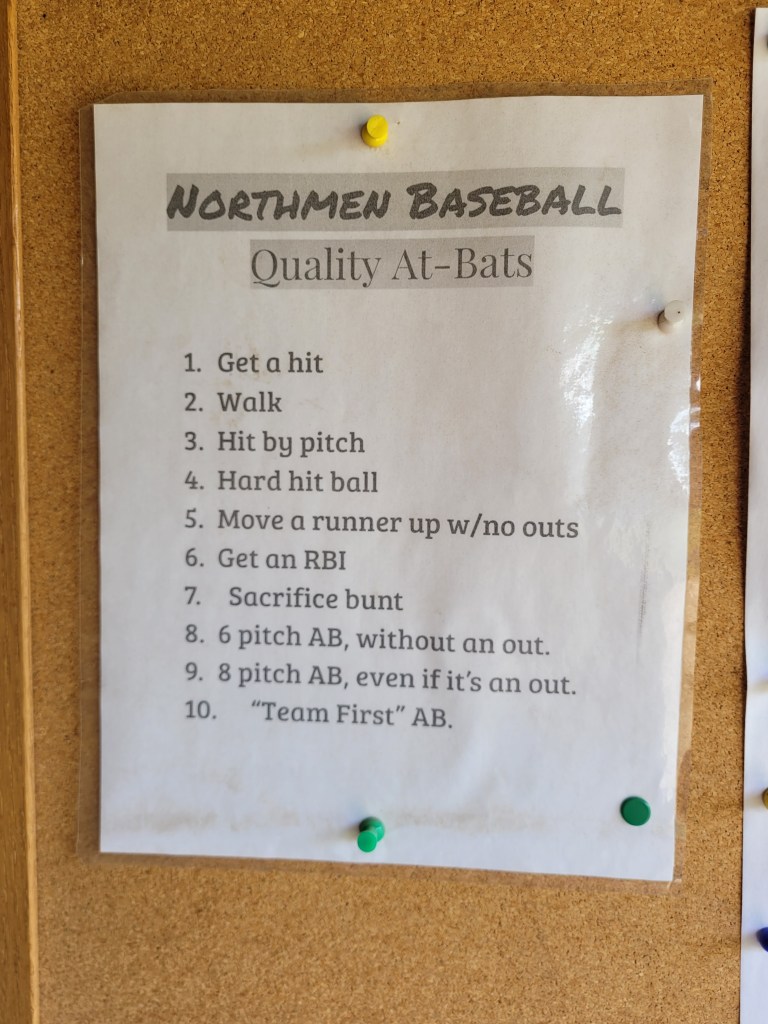 Northmen Baseball
Quality At-Bats
1. Get a hit
2. Walk
3. Hit by pitch
4. Hard hit ball
5. Move a runner up w/no outs
6. Get an RBI
7. Sacrifice bunt
8. 6 pitch AB, without an out.
9. 8 pitch AB, even if it's an out.
10. “Team First” AB.